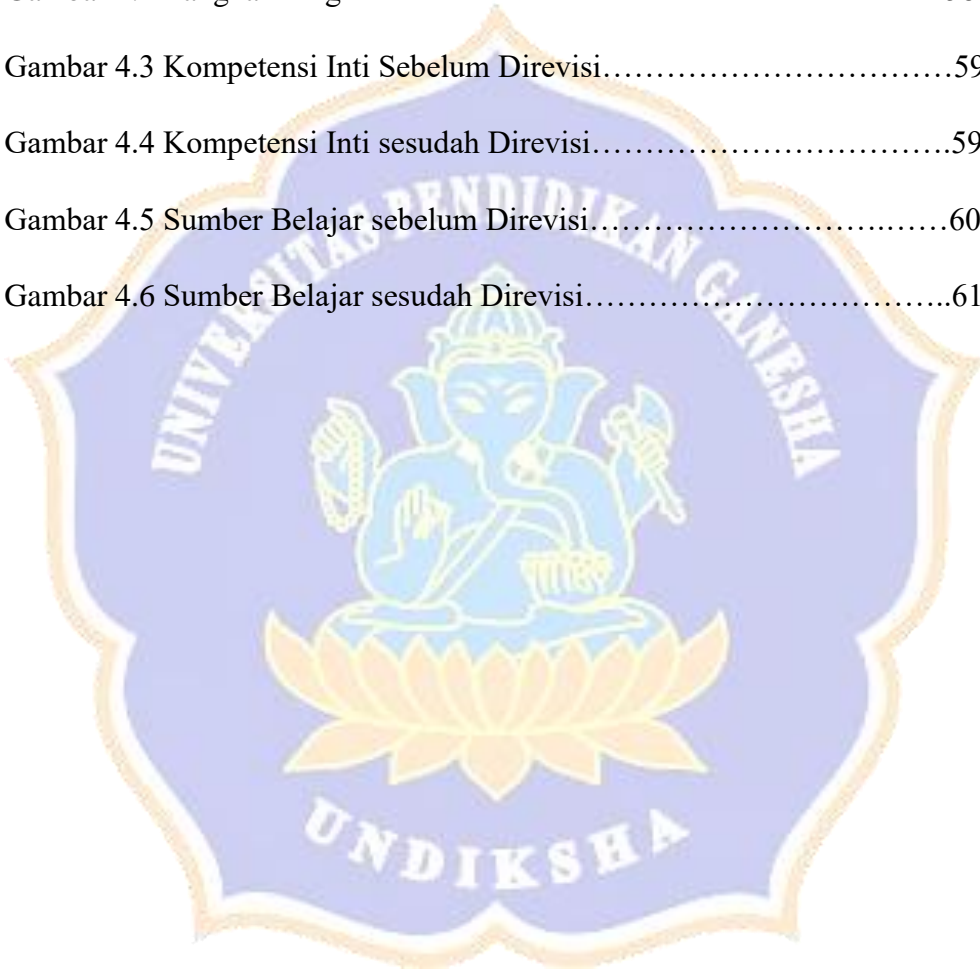 Gambar 4.3 Kompetensi Inti Sebelum Direvisi…………………………….59
Gambar 4.4 Kompetensi Inti sesudah Direvisi…………………………….59
Gambar 4.5 Sumber Belajar sebelum Direvisi……………………….……60
Gambar 4.6 Sumber Belajar sesudah Direvisi……………………………..61
UNIVERSITAS PENDIDIKAN GANESHA
UNDIKSHA